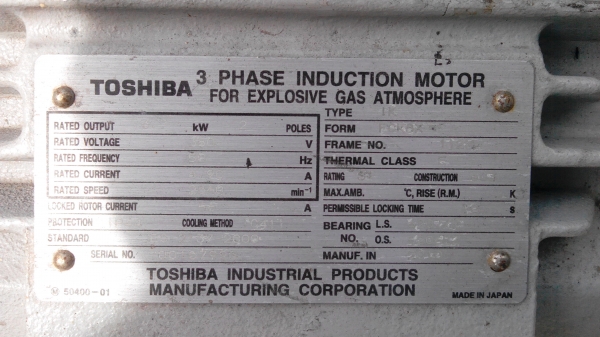 TOSHIBA 3 PHASE INDUCTION MOTOR
FOR EXPLOSIVE GAS ATMOSPHERE
TYPE
RATED OUTPUT kW POLES
FORM
RATED VOLTAGE V
FRAME NO.
RATED FREQUENCY Hz
THERMAL CLASS
RATED CURRENT A
RATING CONSTRUCTION
RATED SPEED min⁻¹
MAX.AMB. °C, RISE (R.M.) K
LOCKED ROTOR CURRENT A
PERMISSIBLE LOCKING TIME s
PROTECTION COOLING METHOD
BEARING L.S.
STANDARD
NO. O.S.
SERIAL NO.
MANUF. IN
TOSHIBA INDUSTRIAL PRODUCTS
MANUFACTURING CORPORATION
MADE IN JAPAN